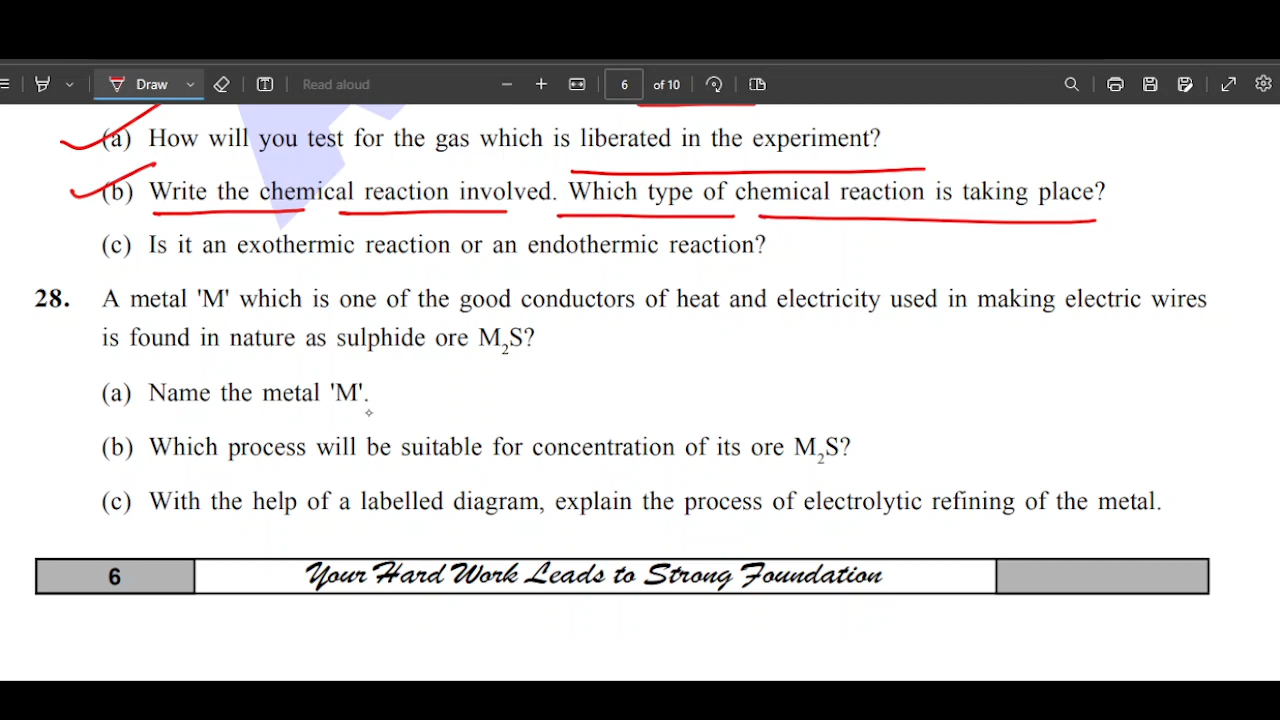 Draw
Read aloud
6 of 10
(a) How will you test for the gas which is liberated in the experiment?
(b) Write the chemical reaction involved. Which type of chemical reaction is taking place?
(c) Is it an exothermic reaction or an endothermic reaction?
28. A metal 'M' which is one of the good conductors of heat and electricity used in making electric wires
is found in nature as sulphide ore M₂S?
(a) Name the metal 'M'.
(b) Which process will be suitable for concentration of its ore M₂S?
(c) With the help of a labelled diagram, explain the process of electrolytic refining of the metal.
6 Your Hard Work Leads to Strong Foundation